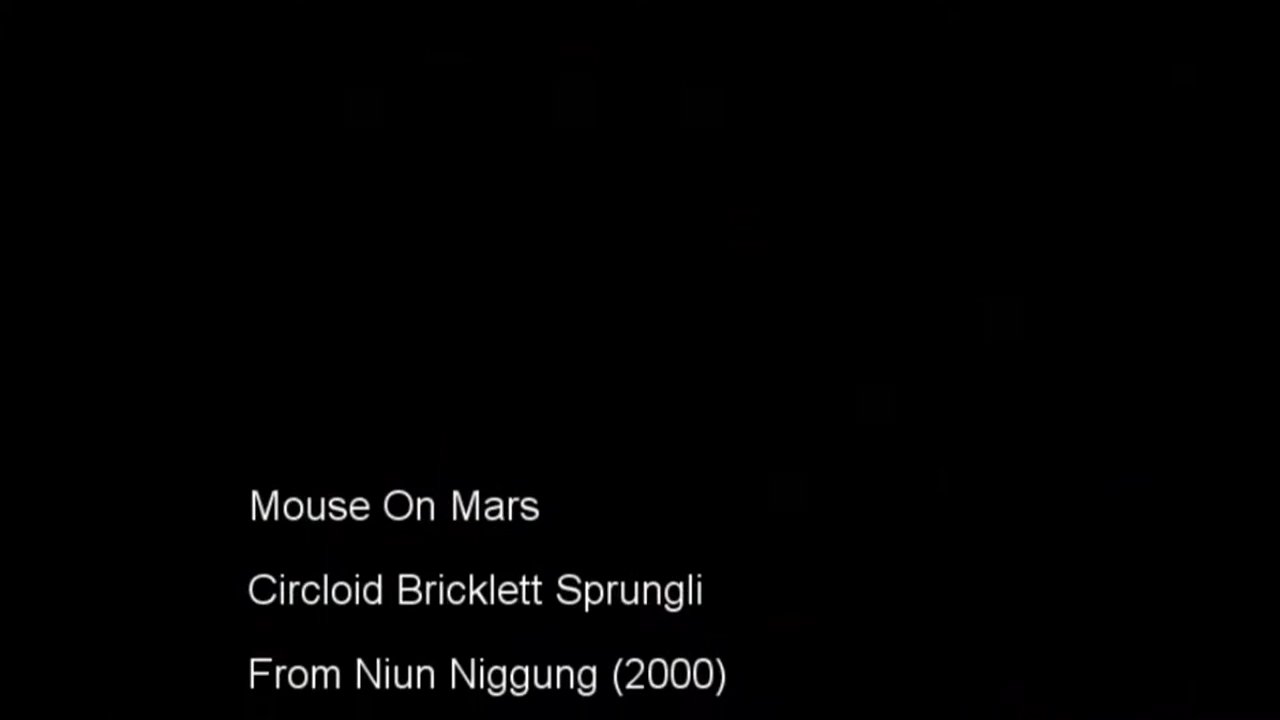 Mouse On Mars
Circloid Bricklett Sprungli
From Niun Niggung (2000)